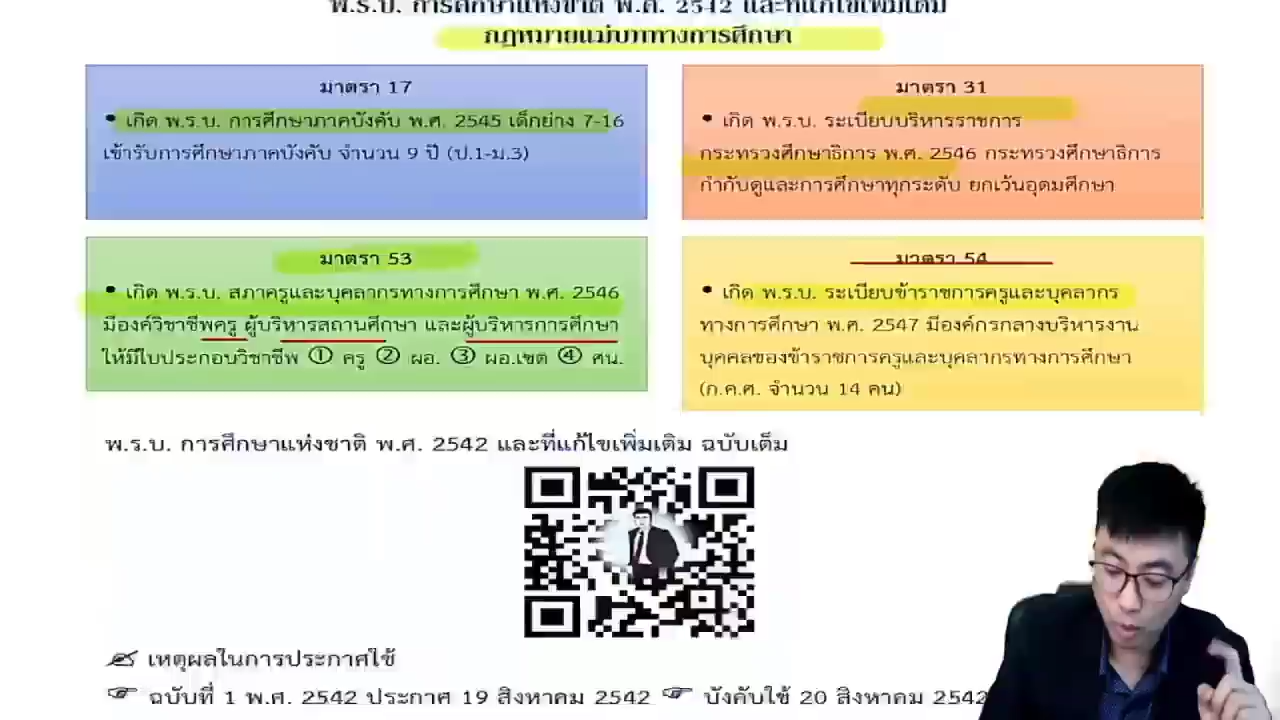 พ.ร.บ. การศึกษาแห่งชาติ พ.ศ. 2542 และที่แก้ไขเพิ่มเติม
กฎหมายแม่บททางการศึกษา
มาตรา 17
• เกิด พ.ร.บ. การศึกษาภาคบังคับ พ.ศ. 2545 เด็กย่าง 7-16
เข้ารับการศึกษาภาคบังคับ จำนวน 9 ปี (ป.1-ม.3)
มาตรา 31
• เกิด พ.ร.บ. ระเบียบบริหารราชการ
กระทรวงศึกษาธิการ พ.ศ. 2546 กระทรวงศึกษาธิการ
กำกับดูและการศึกษาทุกระดับ ยกเว้นอุดมศึกษา
มาตรา 53
• เกิด พ.ร.บ. สภาครูและบุคลากรทางการศึกษา พ.ศ. 2546
มีองค์วิชาชีพครู ผู้บริหารสถานศึกษา และผู้บริหารการศึกษา
ให้มีใบประกอบวิชาชีพ ① ครู ② ผอ. ③ ผอ.เขต ④ ศน.
มาตรา 54
• เกิด พ.ร.บ. ระเบียบข้าราชการครูและบุคลากร
ทางการศึกษา พ.ศ. 2547 มีองค์กรกลางบริหารงาน
บุคคลของข้าราชการครูและบุคลากรทางการศึกษา
(ก.ค.ศ. จำนวน 14 คน)
พ.ร.บ. การศึกษาแห่งชาติ พ.ศ. 2542 และที่แก้ไขเพิ่มเติม ฉบับเต็ม
เหตุผลในการประกาศใช้
ฉบับที่ 1 พ.ศ. 2542 ประกาศ 19 สิงหาคม 2542 บังคับใช้ 20 สิงหาคม 2542